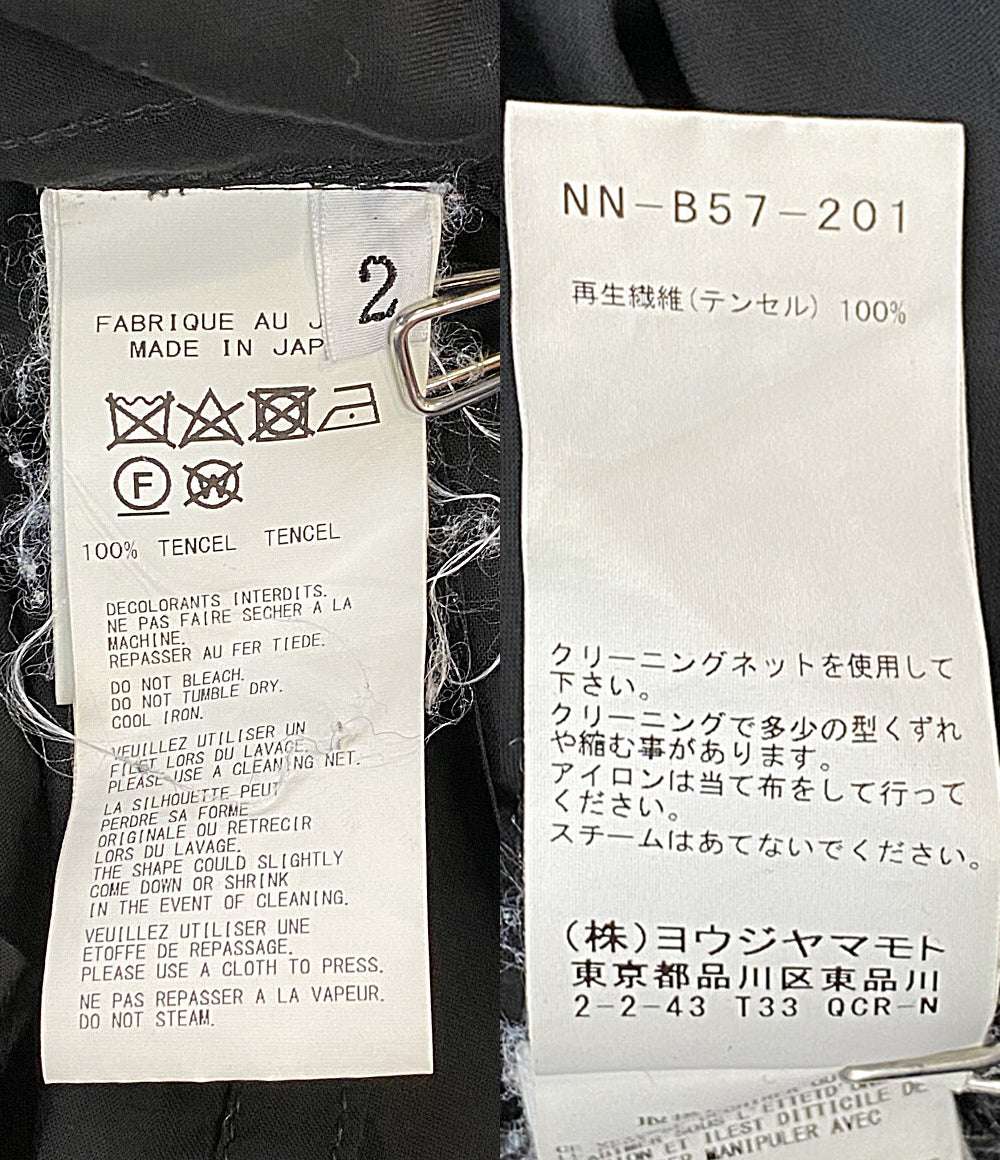 2
FABRIQUE AU J
MADE IN JAP
F
W
100% TENCEL TENCEL
DECOLORANTS INTERDITS.
NE PAS FAIRE SECHER A LA
MACHINE.
REPASSER AU FER TIEDE.
DO NOT BLEACH.
DO NOT TUMBLE DRY.
COOL IRON.
VEUILLEZ UTILISER UN
FILET LORS DU LAVAGE.
PLEASE USE A CLEANING NET.
LA SILHOUETTE PEUT
PERDRE SA FORME
ORIGINALE OU RETRECIR
LORS DU LAVAGE.
THE SHAPE COULD SLIGHTLY
COME DOWN OR SHRINK
IN THE EVENT OF CLEANING.
VEUILLEZ UTILISER UNE
ETOFFE DE REPASSAGE.
PLEASE USE A CLOTH TO PRESS.
NE PAS REPASSER A LA VAPEUR.
DO NOT STEAM.
NN-B57-201
再生繊維(テンセル) 100%
クリーニングネットを使用して
下さい。
クリーニングで多少の型くずれ
や縮む事があります。
アイロンは当て布をして行って
ください。
スチームはあてないでください。
(株)ヨウジヤマモト
東京都品川区東品川
2-2-43 T33 QCR-N
ET ILEST DITTICILE DE
MANIPULER AVEC